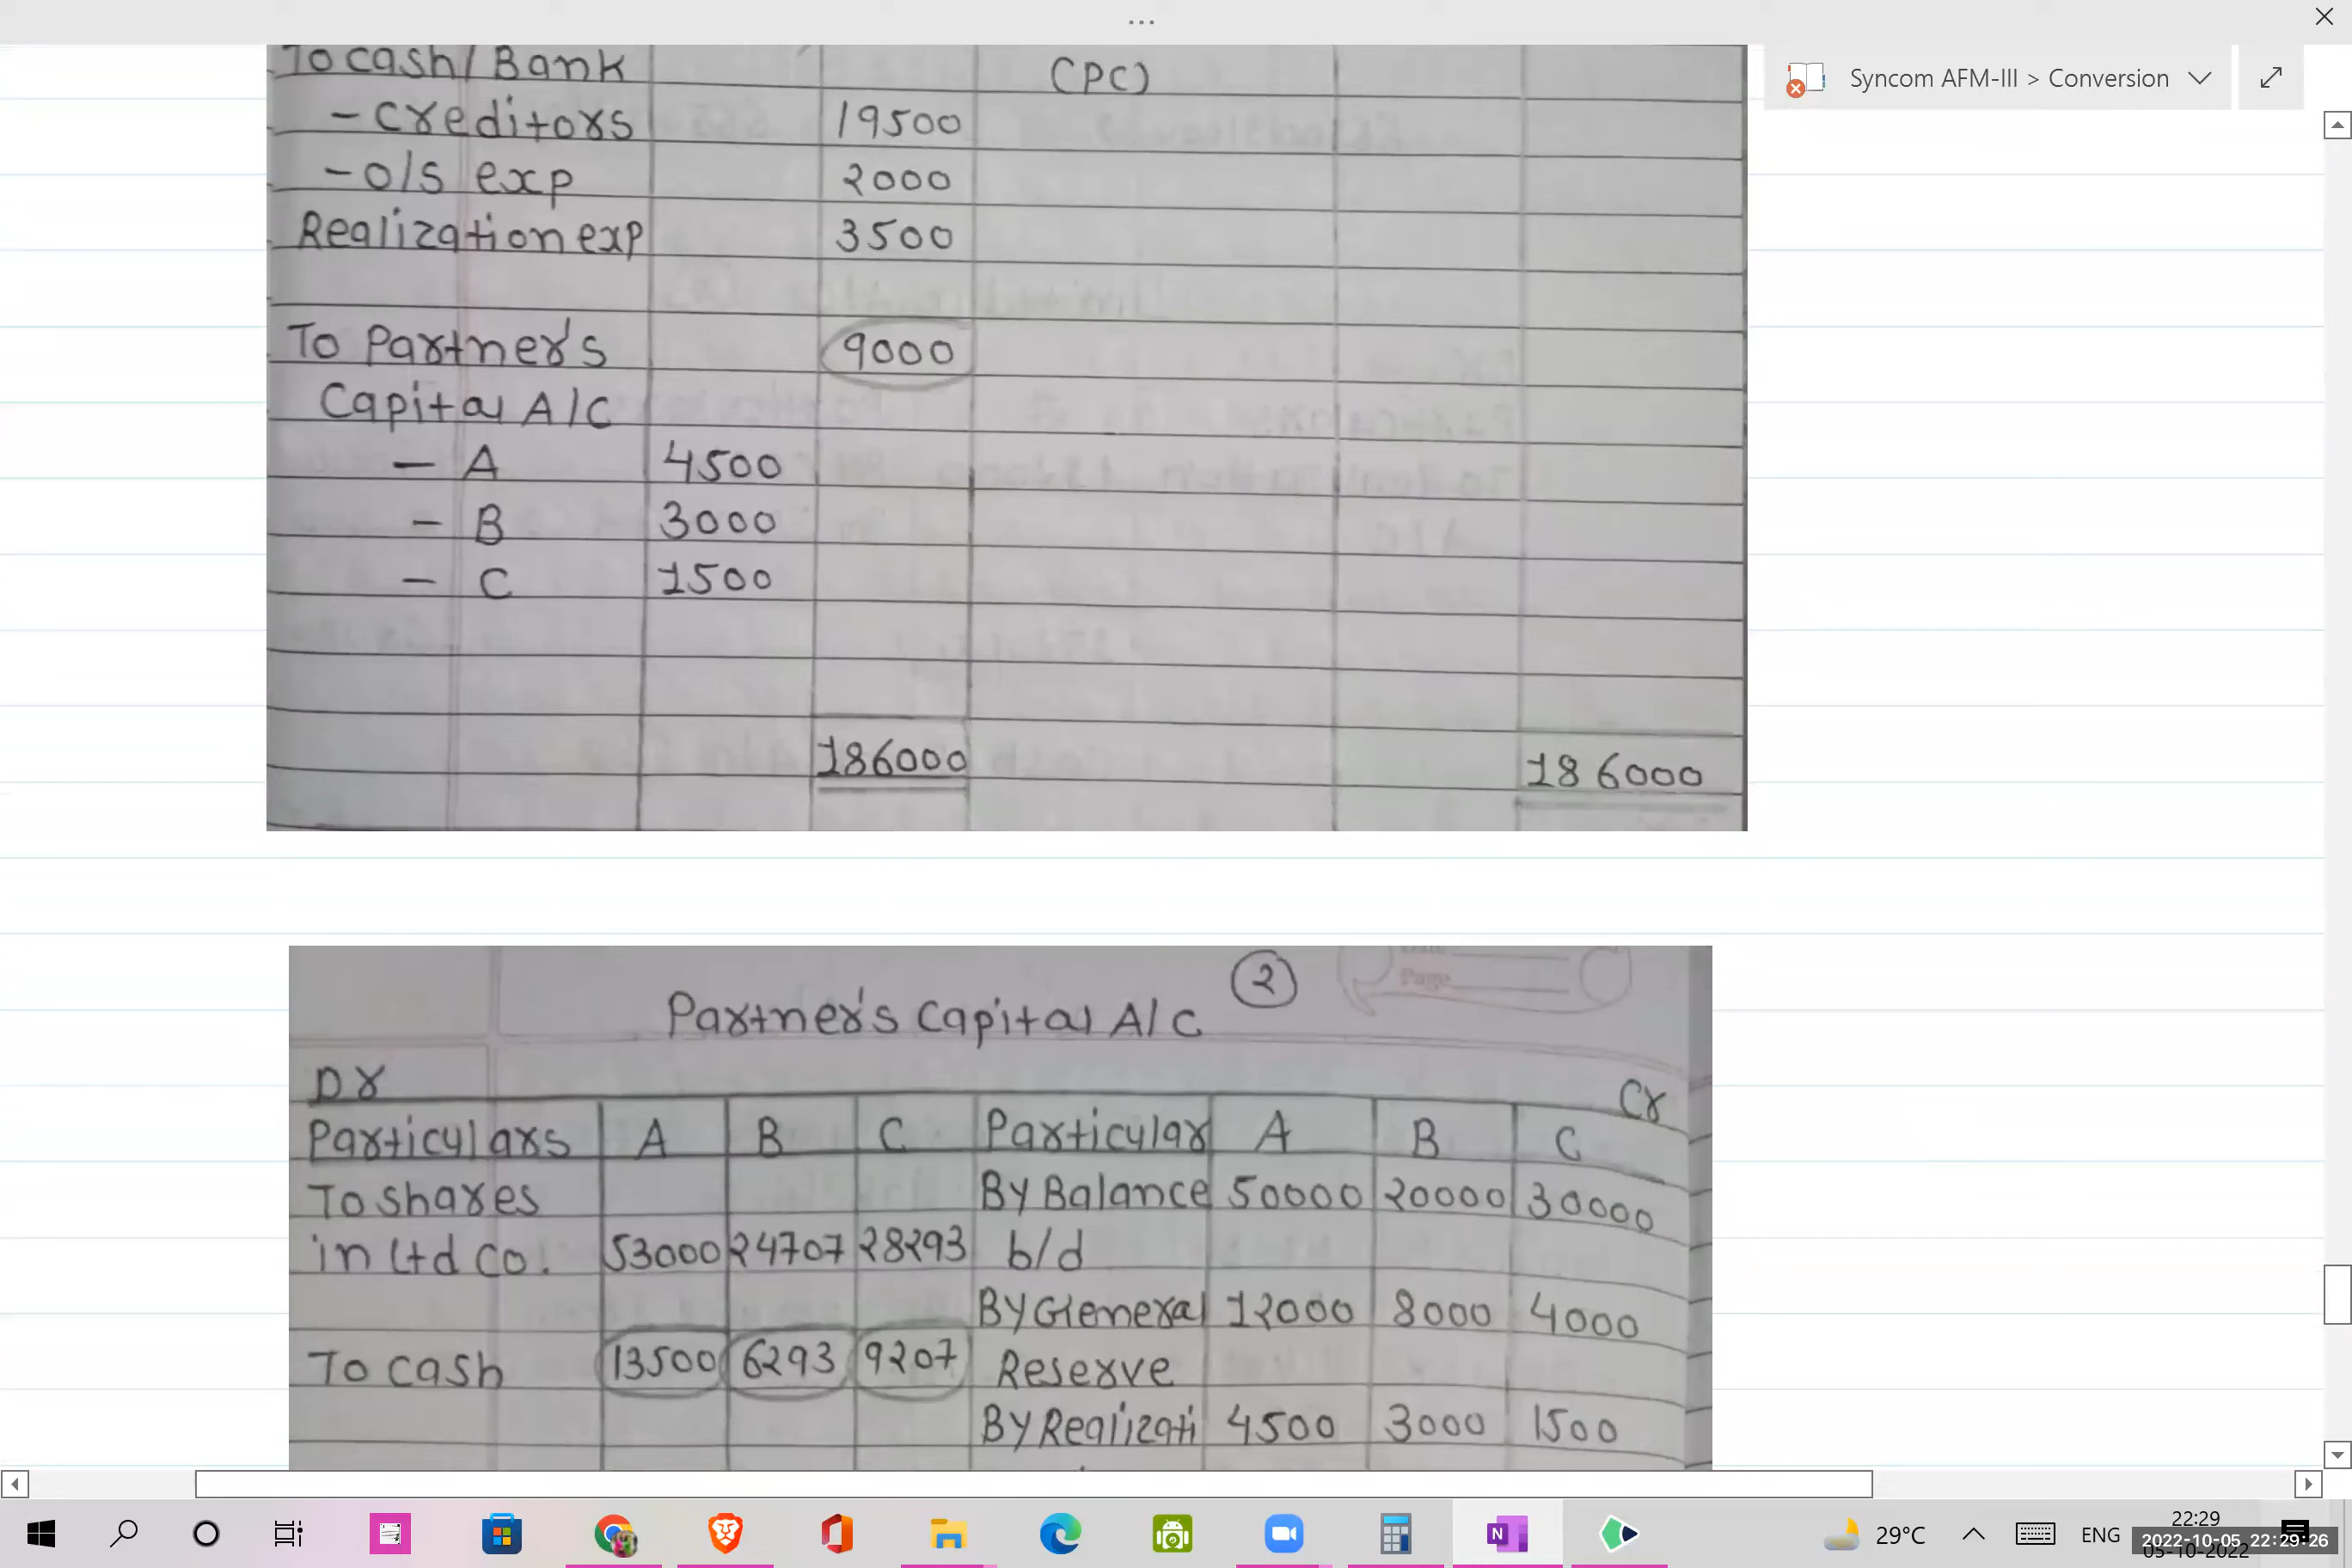 ...
Syncom AFM-III > Conversion
To cash/Bank
(PC)
- Creditors 19500
- o/s exp 2000
Realization exp 3500
To Partner's 9000
Capital A/C
- A 4500
- B 3000
- C 1500
186000 186000
2
Page
Partner's Capital A/C
Dr
Cr
Particulars A B C Particular A B C
To shares By Balance 50000 20000 30000
in Ltd co. 53000 24707 28293 b/d
By General 12000 8000 4000
To cash 13500 6293 9207 Reserve
By Realizati 4500 3000 1500
29°C ENG 22:29
2022-10-05 22:29:26